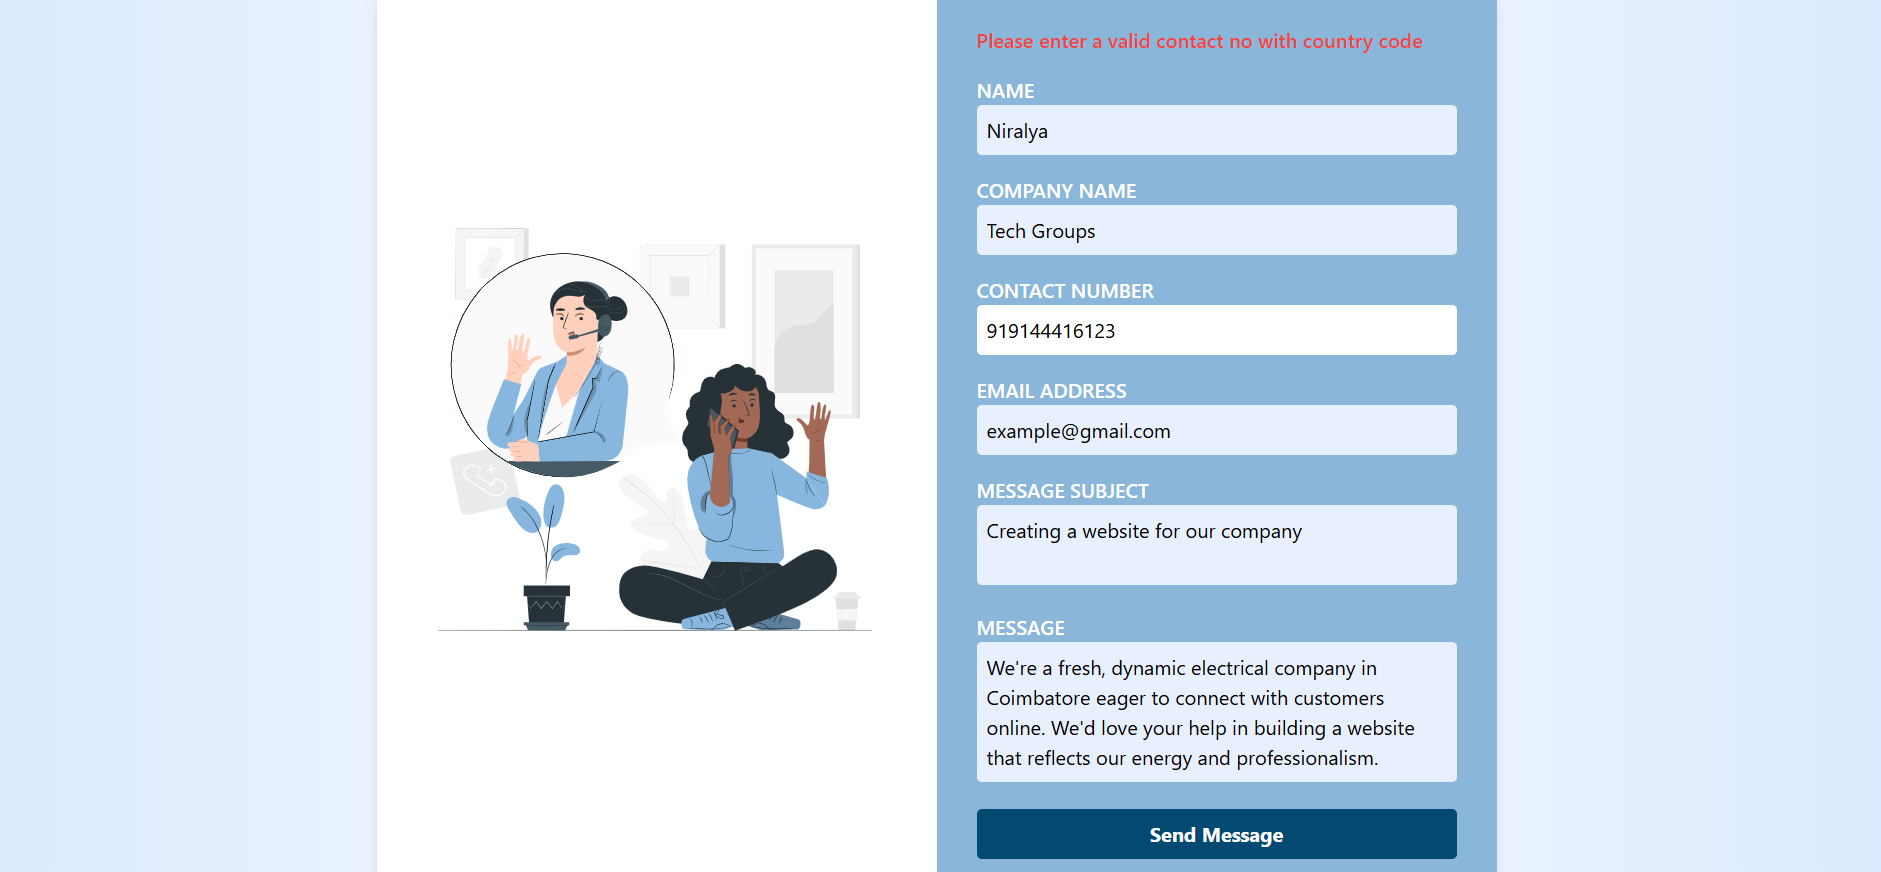 Please enter a valid contact no with country code
NAME
Niralya
COMPANY NAME
Tech Groups
CONTACT NUMBER
919144416123
EMAIL ADDRESS
example@gmail.com
MESSAGE SUBJECT
Creating a website for our company
MESSAGE
We're a fresh, dynamic electrical company in
Coimbatore eager to connect with customers
online. We'd love your help in building a website
that reflects our energy and professionalism.
Send Message